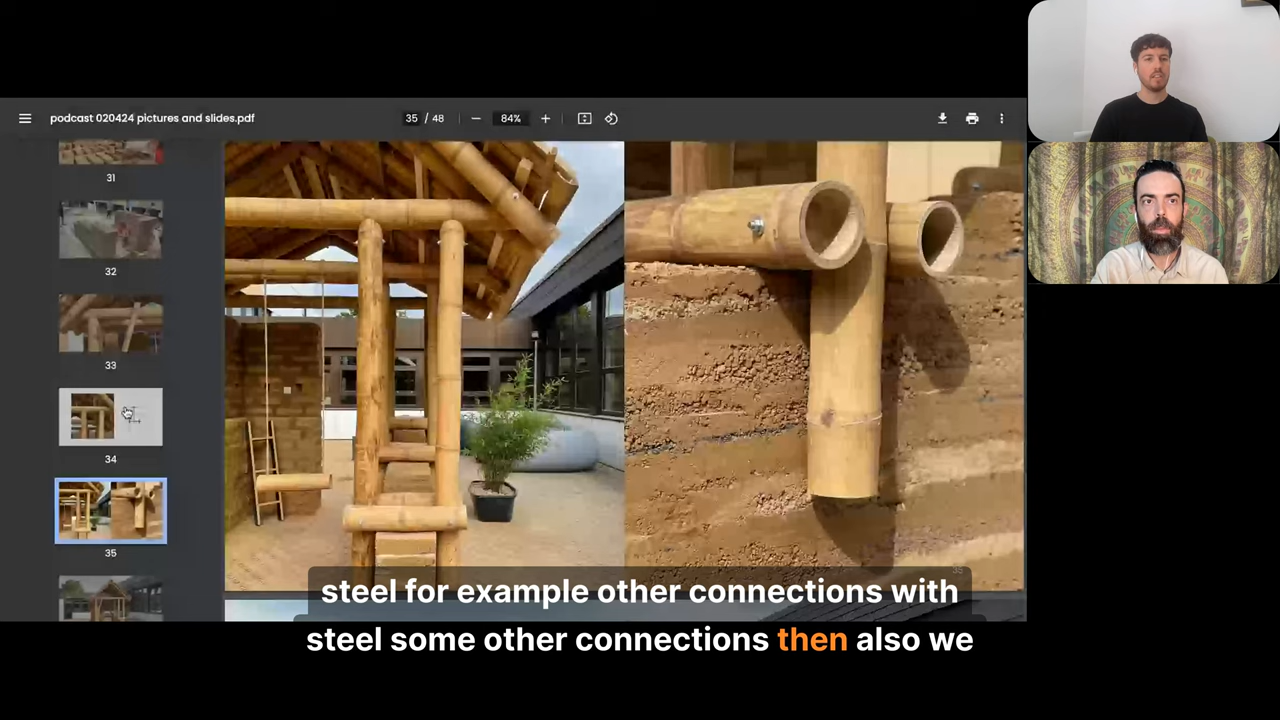 podcast 020424 pictures and slides.pdf
35 / 48
84%
31
32
33
34
35
35
steel for example other connections with
steel some other connections then also we